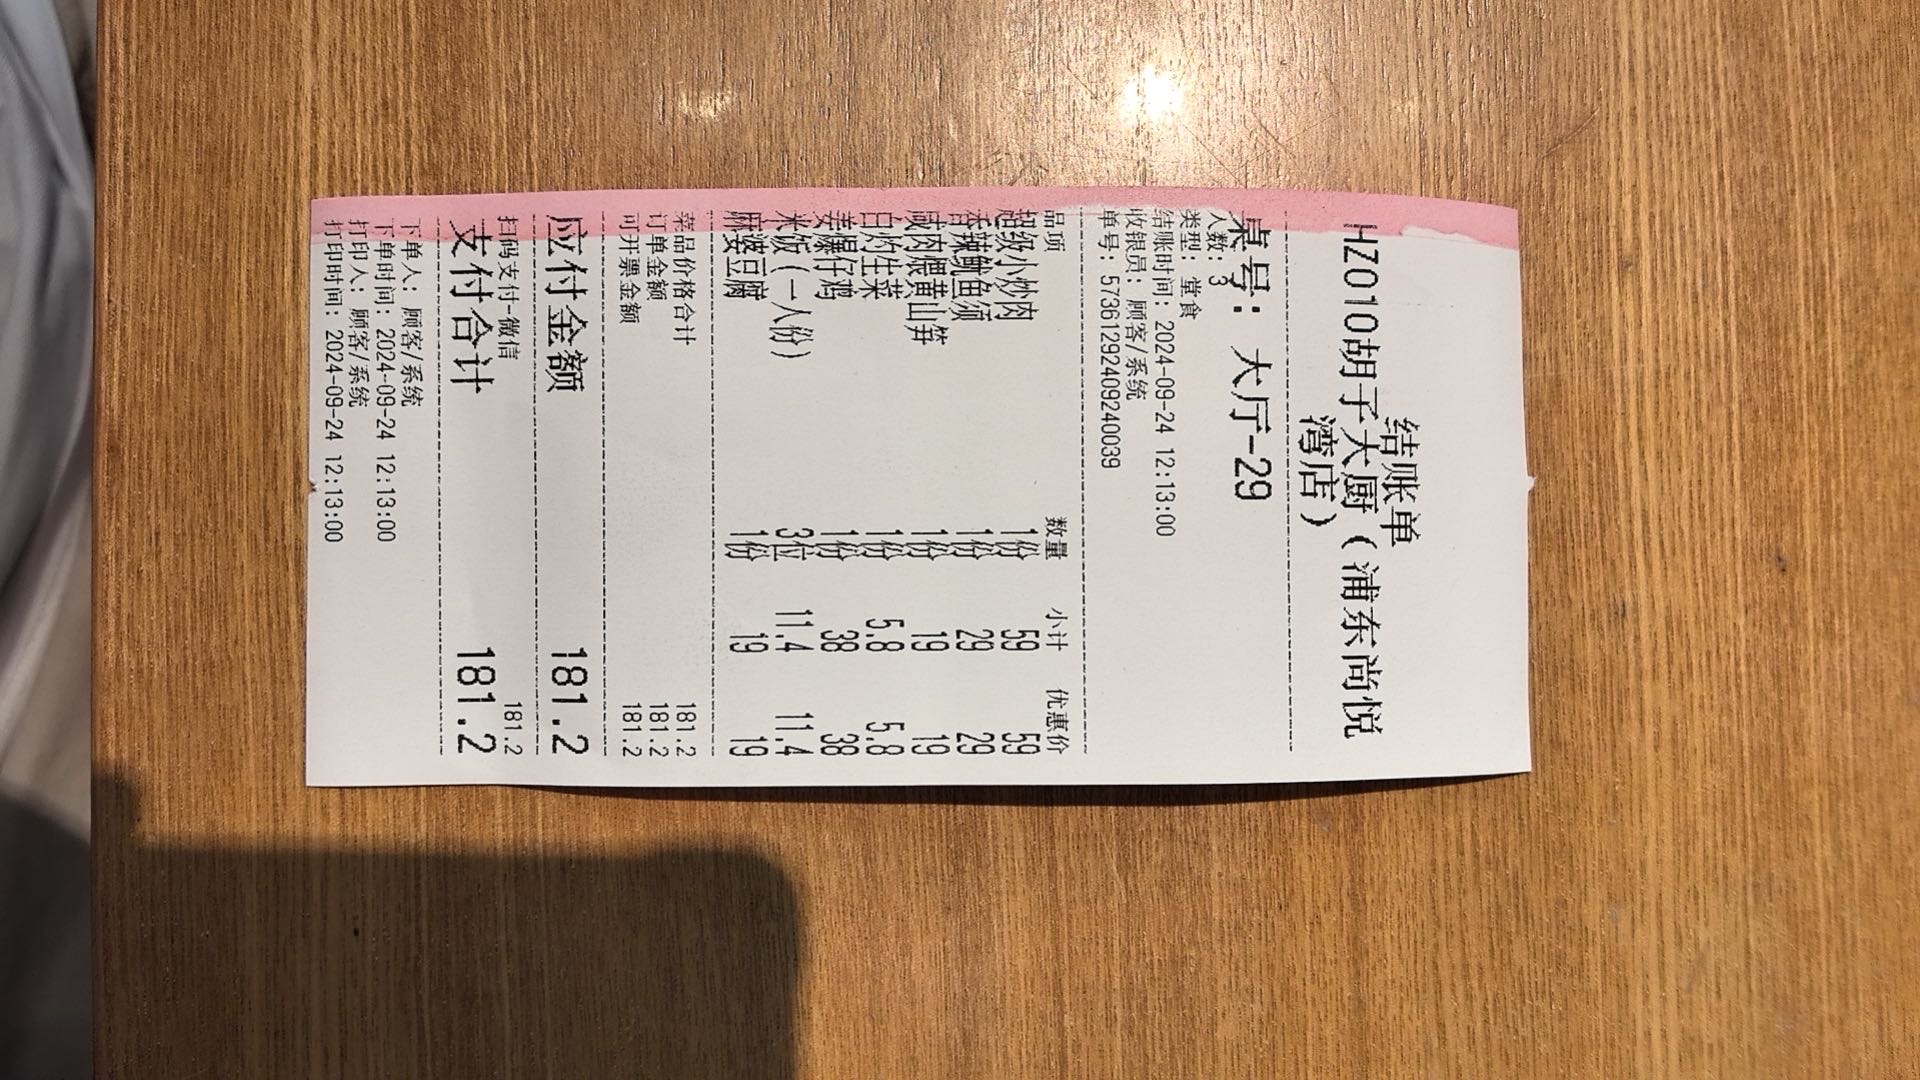 结账单
HZ010胡子大厨（浦东尚悦
湾店）
桌号：大厅-29
人数：3
类型：堂食
结账时间：2024-09-24 12:13:00
收银员：顾客/系统
单号：573612924092400​39
品项 数量 小计 优惠价
超级小炒肉 1份 59 59
香辣鱿鱼须 1份 29 29
咸肉煨黄山笋 1份 19 19
白灼生菜 1份 5.8 5.8
姜爆仔鸡 1份 38 38
米饭（一人份） 3位 11.4 11.4
麻婆豆腐 1份 19 19
菜品价格合计 181.2
订单金额 181.2
可开票金额 181.2
应付金额 181.2
扫码支付-微信 181.2
支付合计 181.2
下单人：顾客/系统
下单时间：2024-09-24 12:13:00
打印人：顾客/系统
打印时间：2024-09-24 12:13:00